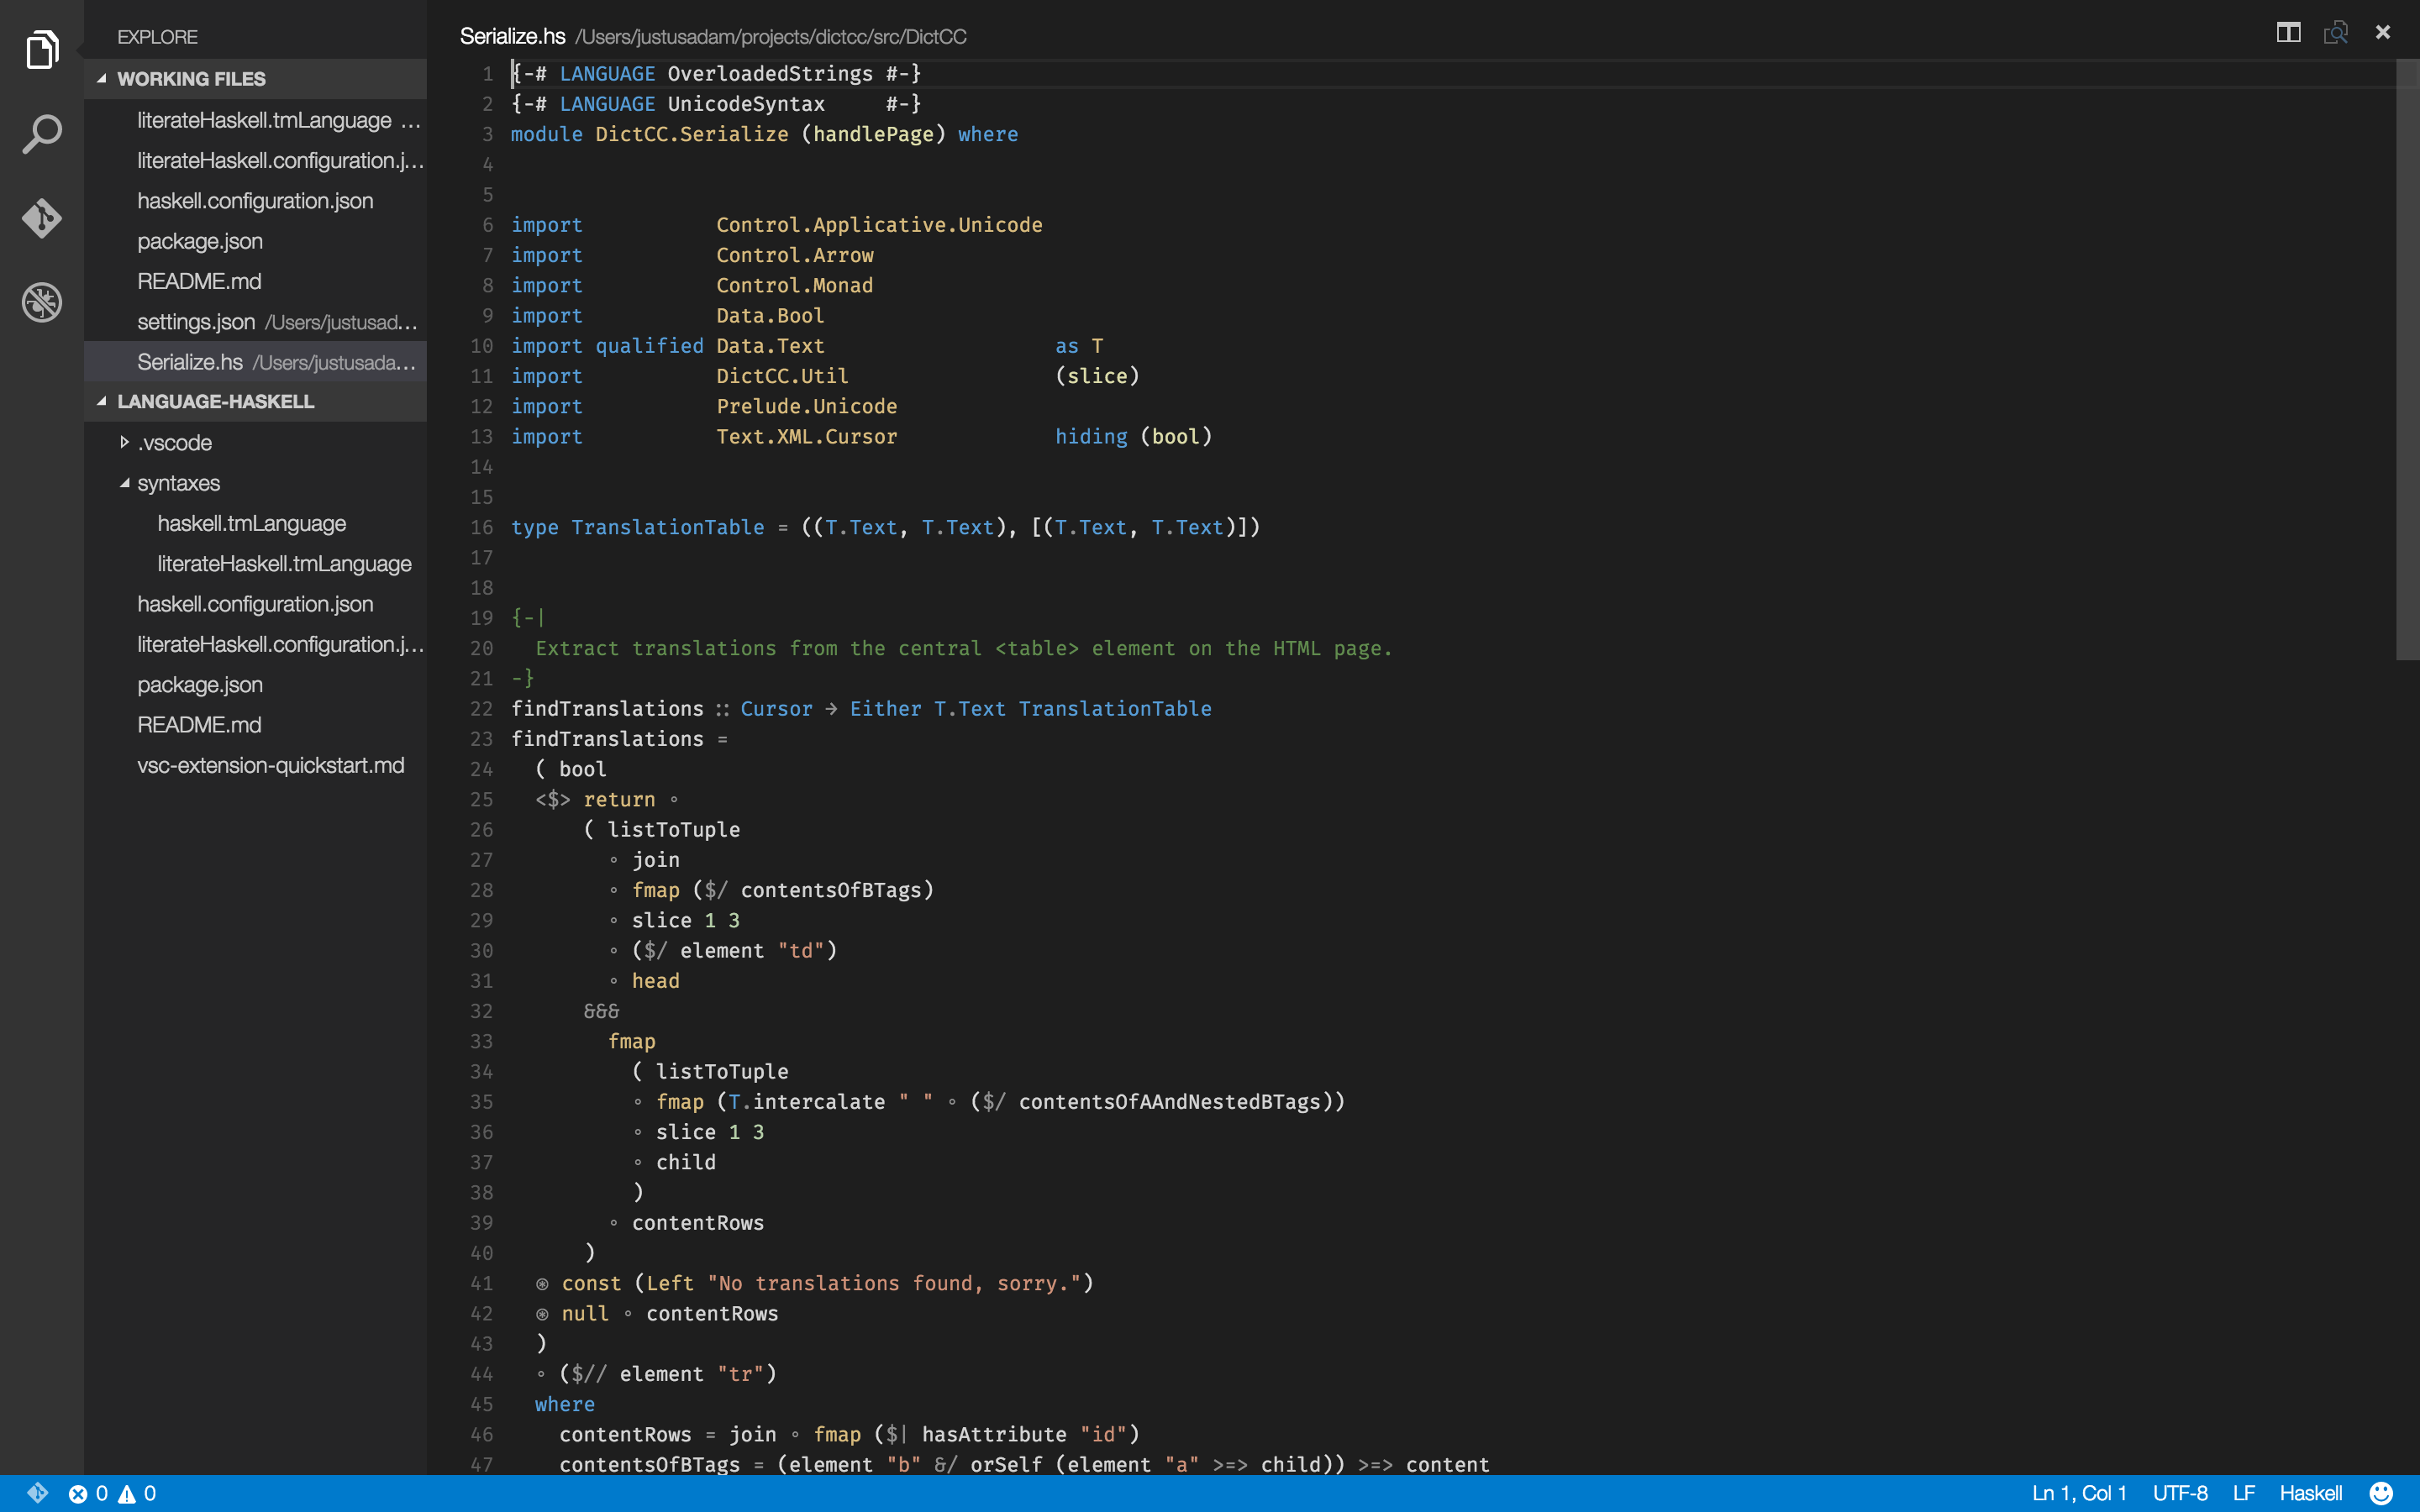 EXPLORE
WORKING FILES
literateHaskell.tmLanguage ...
literateHaskell.configuration.j...
haskell.configuration.json
package.json
README.md
settings.json /Users/justusad...
Serialize.hs /Users/justusada...
LANGUAGE-HASKELL
.vscode
syntaxes
haskell.tmLanguage
literateHaskell.tmLanguage
haskell.configuration.json
literateHaskell.configuration.j...
package.json
README.md
vsc-extension-quickstart.md
Serialize.hs /Users/justusadam/projects/dictcc/src/DictCC
1 {-# LANGUAGE OverloadedStrings #-}
2 {-# LANGUAGE UnicodeSyntax     #-}
3 module DictCC.Serialize (handlePage) where
4
5
6 import           Control.Applicative.Unicode
7 import           Control.Arrow
8 import           Control.Monad
9 import           Data.Bool
10 import qualified Data.Text                   as T
11 import           DictCC.Util                 (slice)
12 import           Prelude.Unicode
13 import           Text.XML.Cursor             hiding (bool)
14
15
16 type TranslationTable = ((T.Text, T.Text), [(T.Text, T.Text)])
17
18
19 {-|
20   Extract translations from the central <table> element on the HTML page.
21 -}
22 findTranslations ∷ Cursor → Either T.Text TranslationTable
23 findTranslations =
24   ( bool
25   <$> return ∘
26       ( listToTuple
27         ∘ join
28         ∘ fmap ($/ contentsOfBTags)
29         ∘ slice 1 3
30         ∘ ($/ element "td")
31         ∘ head
32       &&&
33         fmap
34           ( listToTuple
35           ∘ fmap (T.intercalate " " ∘ ($/ contentsOfAAndNestedBTags))
36           ∘ slice 1 3
37           ∘ child
38           )
39         ∘ contentRows
40       )
41   ⊛ const (Left "No translations found, sorry.")
42   ⊛ null ∘ contentRows
43   )
44   ∘ ($// element "tr")
45   where
46     contentRows = join ∘ fmap ($| hasAttribute "id")
47     contentsOfBTags = (element "b" &/ orSelf (element "a" >=> child)) >=> content
0 0
Ln 1, Col 1 UTF-8 LF Haskell